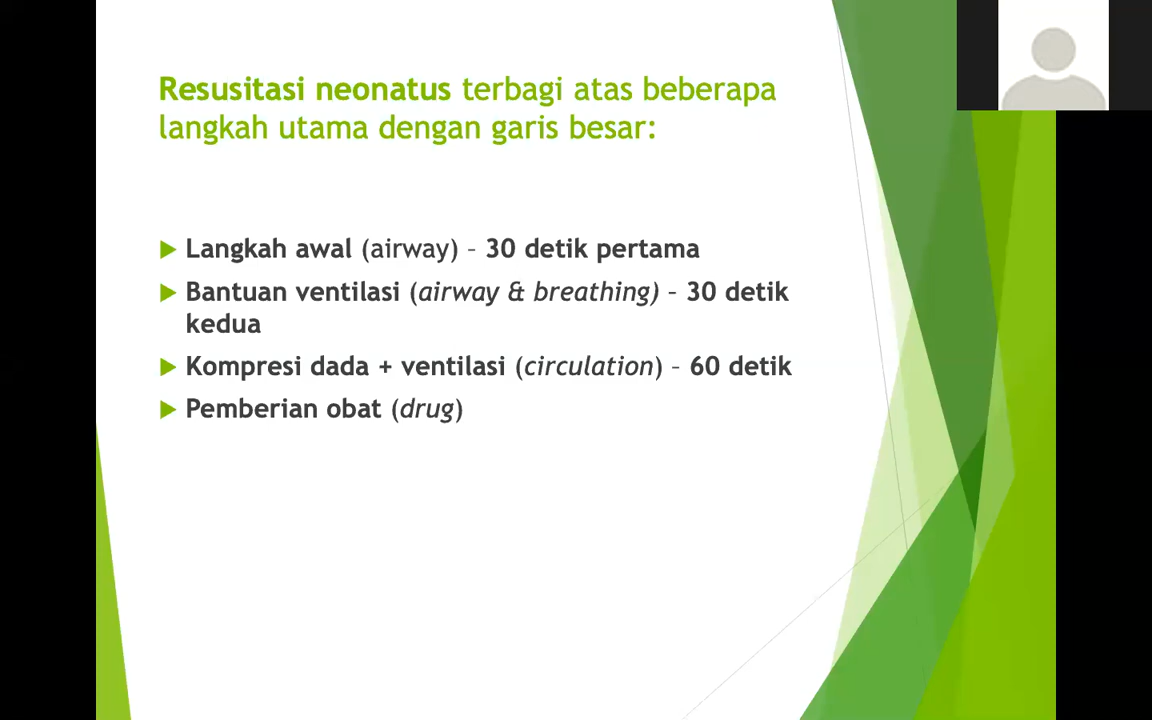 Resusitasi neonatus terbagi atas beberapa
langkah utama dengan garis besar:
Langkah awal (airway) – 30 detik pertama
Bantuan ventilasi (airway & breathing) – 30 detik
kedua
Kompresi dada + ventilasi (circulation) – 60 detik
Pemberian obat (drug)